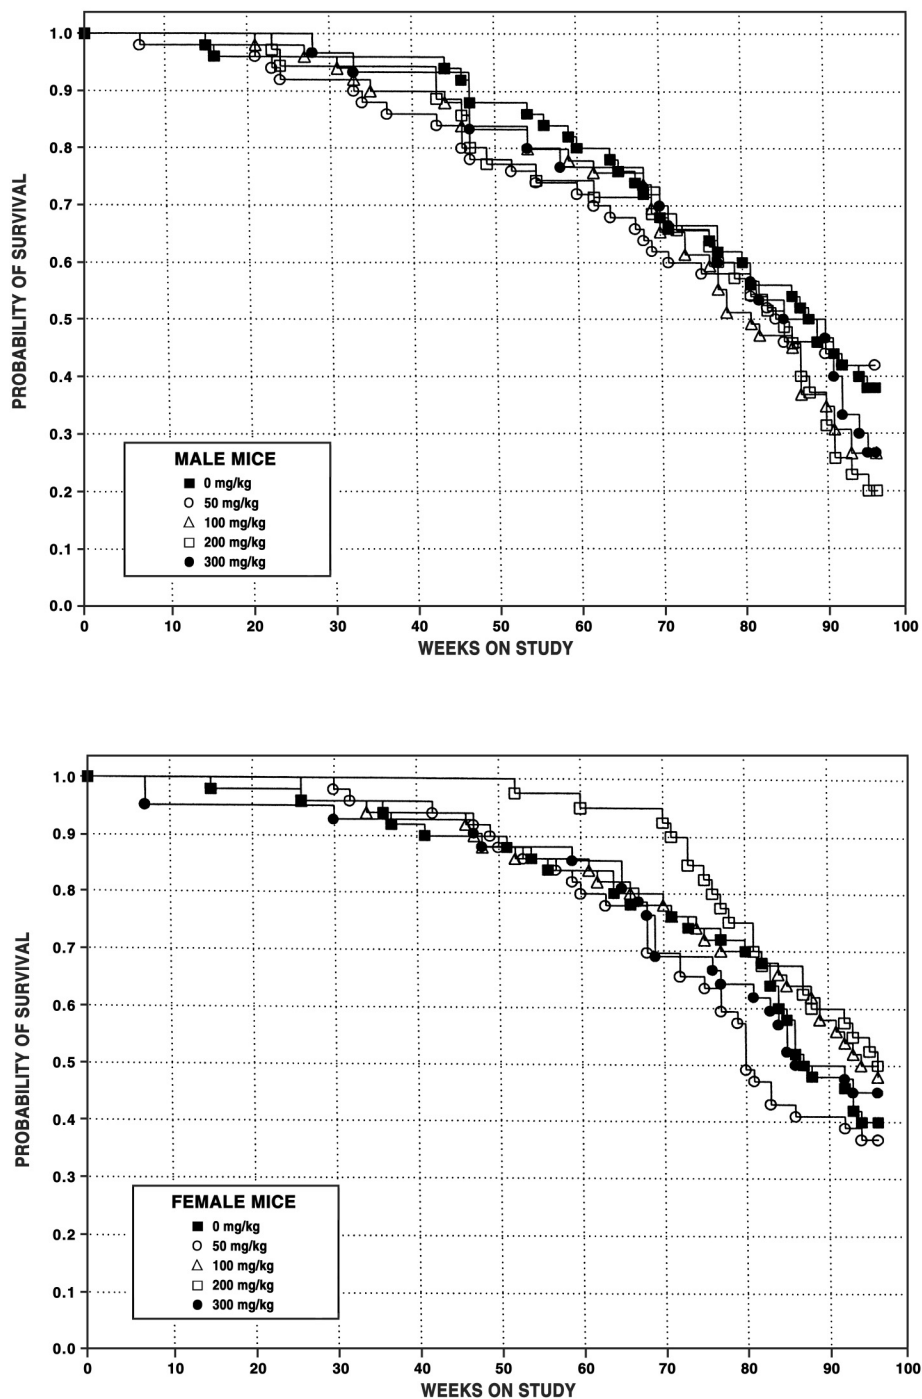 PROBABILITY OF SURVIVAL
1.0
0.9
0.8
0.7
0.6
0.5
0.4
0.3
0.2
0.1
0.0
MALE MICE
0 mg/kg
50 mg/kg
100 mg/kg
200 mg/kg
300 mg/kg
0 10 20 30 40 50 60 70 80 90 100
WEEKS ON STUDY
PROBABILITY OF SURVIVAL
1.0
0.9
0.8
0.7
0.6
0.5
0.4
0.3
0.2
0.1
0.0
FEMALE MICE
0 mg/kg
50 mg/kg
100 mg/kg
200 mg/kg
300 mg/kg
0 10 20 30 40 50 60 70 80 90 100
WEEKS ON STUDY